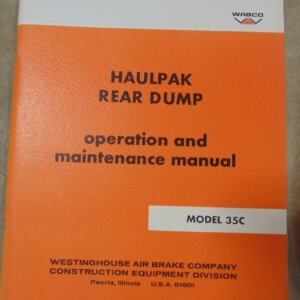 WABCO
HAULPAK
REAR DUMP
operation and
maintenance manual
MODEL 35C
WESTINGHOUSE AIR BRAKE COMPANY
CONSTRUCTION EQUIPMENT DIVISION
Peoria, Illinois U.S.A. 61601